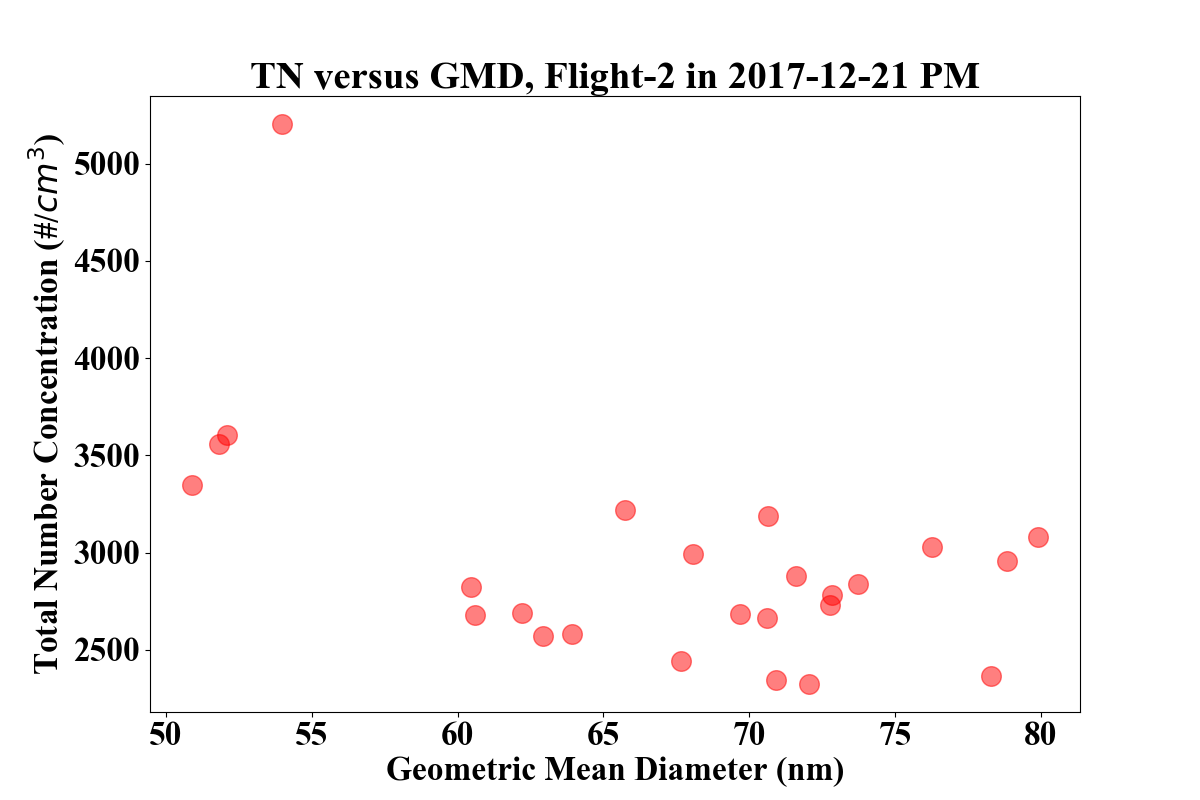 TN versus GMD, Flight-2 in 2017-12-21 PM
Total Number Concentration (#/cm³)
5000
4500
4000
3500
3000
2500
50 55 60 65 70 75 80
Geometric Mean Diameter (nm)